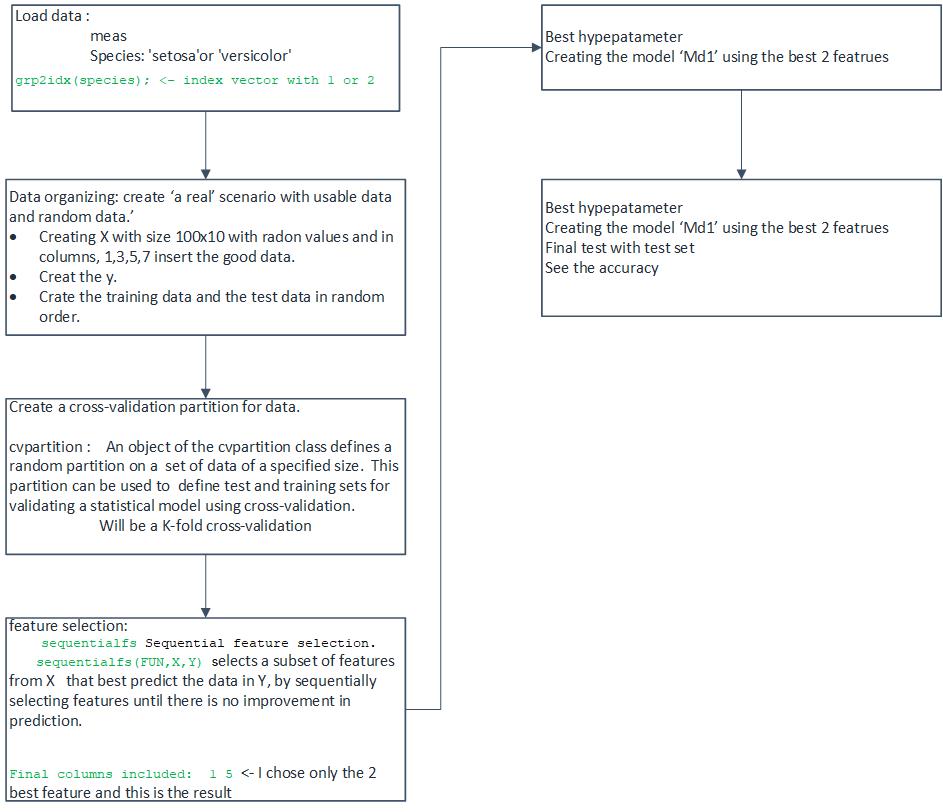 Load data :
meas
Species: 'setosa'or 'versicolor'
grp2idx(species); <- index vector with 1 or 2
Data organizing: create ‘a real’ scenario with usable data
and random data.’
• Creating X with size 100x10 with radon values and in
columns, 1,3,5,7 insert the good data.
• Creat the y.
• Crate the training data and the test data in random
order.
Create a cross-validation partition for data.
cvpartition : An object of the cvpartition class defines a
random partition on a set of data of a specified size. This
partition can be used to define test and training sets for
validating a statistical model using cross-validation.
Will be a K-fold cross-validation
feature selection:
sequentialfs Sequential feature selection.
sequentialfs(FUN,X,Y) selects a subset of features
from X that best predict the data in Y, by sequentially
selecting features until there is no improvement in
prediction.
Final columns included: 1 5 <- I chose only the 2
best feature and this is the result
Best hypepatameter
Creating the model ‘Md1’ using the best 2 featrues
Best hypepatameter
Creating the model ‘Md1’ using the best 2 featrues
Final test with test set
See the accuracy